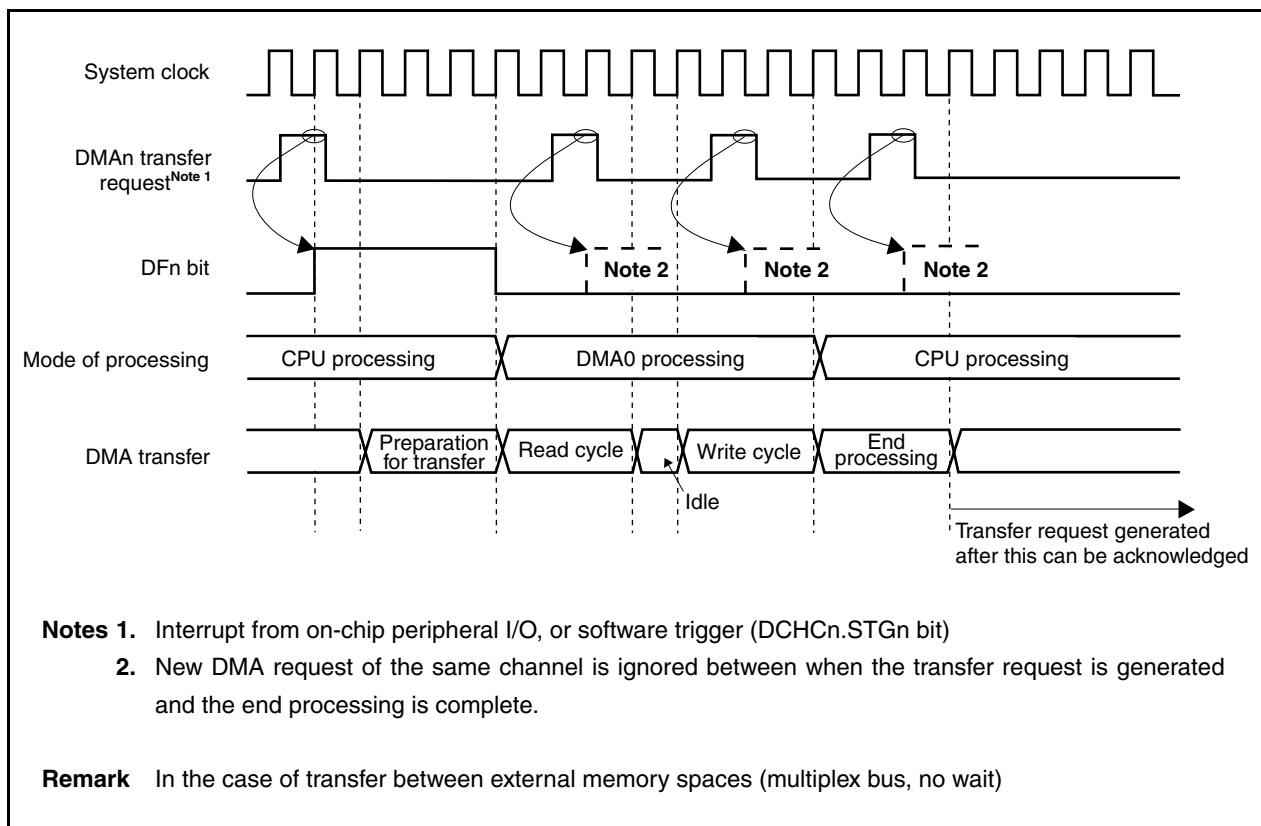 System clock
DMAn transfer
request Note 1
DFn bit
Note 2
Note 2
Note 2
Mode of processing
CPU processing
DMA0 processing
CPU processing
DMA transfer
Preparation
for transfer
Read cycle
Idle
Write cycle
End
processing
Transfer request generated
after this can be acknowledged
Notes 1. Interrupt from on-chip peripheral I/O, or software trigger (DCHCn.STGn bit)
2. New DMA request of the same channel is ignored between when the transfer request is generated
and the end processing is complete.
Remark In the case of transfer between external memory spaces (multiplex bus, no wait)